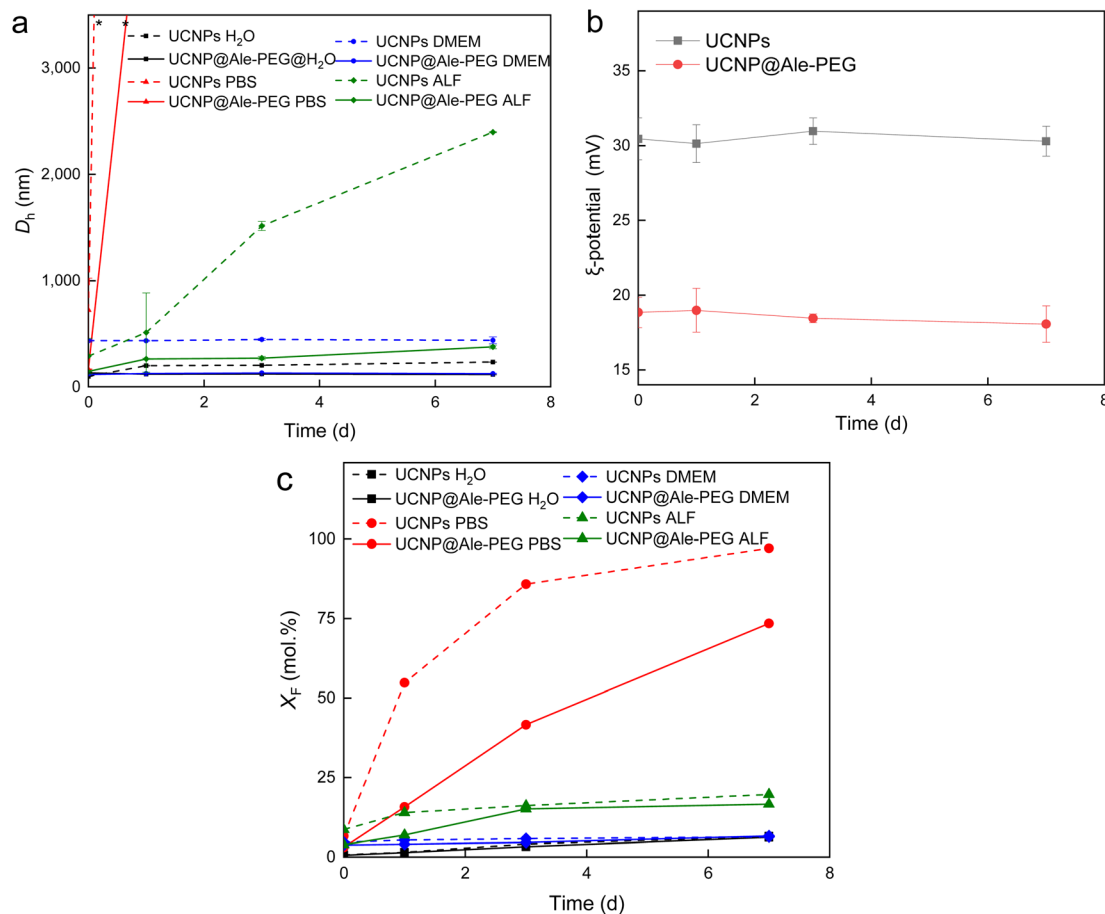 a
UCNPs H₂O
UCNP@Ale-PEG@H₂O
UCNPs PBS
UCNP@Ale-PEG PBS
UCNPs DMEM
UCNP@Ale-PEG DMEM
UCNPs ALF
UCNP@Ale-PEG ALF
* *
3,000
2,000
1,000
0
Dₕ (nm)
0 2 4 6 8
Time (d)
b
UCNPs
UCNP@Ale-PEG
35
30
25
20
15
ξ-potential (mV)
0 2 4 6 8
Time (d)
c
UCNPs H₂O
UCNP@Ale-PEG H₂O
UCNPs PBS
UCNP@Ale-PEG PBS
UCNPs DMEM
UCNP@Ale-PEG DMEM
UCNPs ALF
UCNP@Ale-PEG ALF
100
75
50
25
0
X_F (mol.%)
0 2 4 6 8
Time (d)